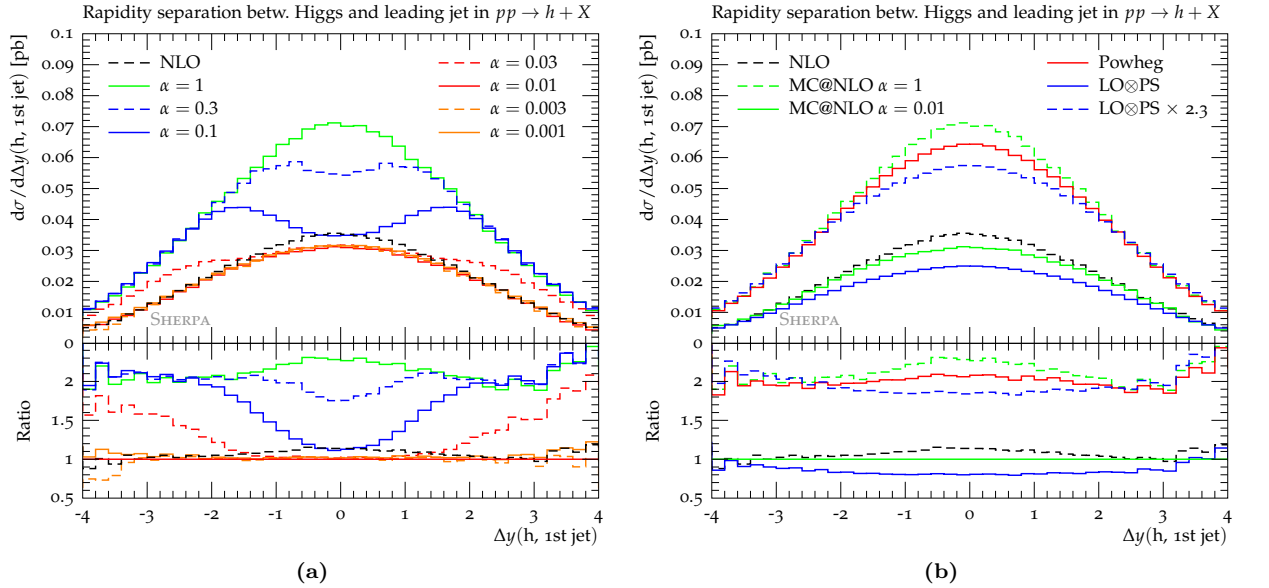 Rapidity separation betw. Higgs and leading jet in pp → h + X
dσ/dΔy(h, 1st jet) [pb]
0.1
0.09
0.08
0.07
0.06
0.05
0.04
0.03
0.02
0.01
0
NLO
α = 1
α = 0.3
α = 0.1
α = 0.03
α = 0.01
α = 0.003
α = 0.001
SHERPA
Ratio
2
1.5
1
0.5
-4 -3 -2 -1 0 1 2 3 4
Δy(h, 1st jet)
(a)
Rapidity separation betw. Higgs and leading jet in pp → h + X
dσ/dΔy(h, 1st jet) [pb]
0.1
0.09
0.08
0.07
0.06
0.05
0.04
0.03
0.02
0.01
0
NLO
MC@NLO α = 1
MC@NLO α = 0.01
Powheg
LO⊗PS
LO⊗PS × 2.3
SHERPA
Ratio
2
1.5
1
0.5
-4 -3 -2 -1 0 1 2 3 4
Δy(h, 1st jet)
(b)